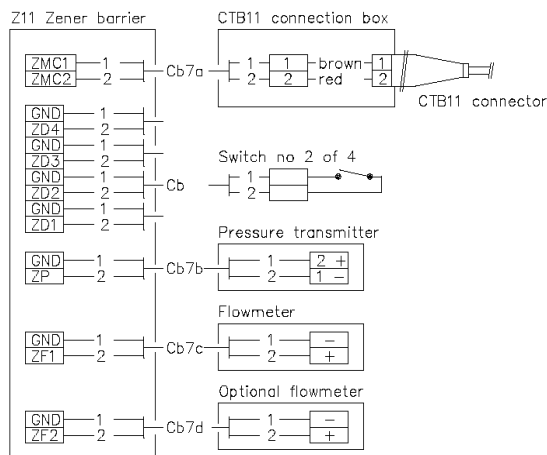 Z11 Zener barrier
CTB11 connection box
ZMC1 1 Cb7a 1 1 brown 1
ZMC2 2 2 2 red 2
CTB11 connector
GND 1
ZD4 2
GND 1
ZD3 2
Switch no 2 of 4
GND 1 Cb 1
ZD2 2 2
GND 1
ZD1 2
Pressure transmitter
GND 1 Cb7b 1 2 +
ZP 2 2 1 -
Flowmeter
GND 1 Cb7c 1 -
ZF1 2 2 +
Optional flowmeter
GND 1 Cb7d 1 -
ZF2 2 2 +